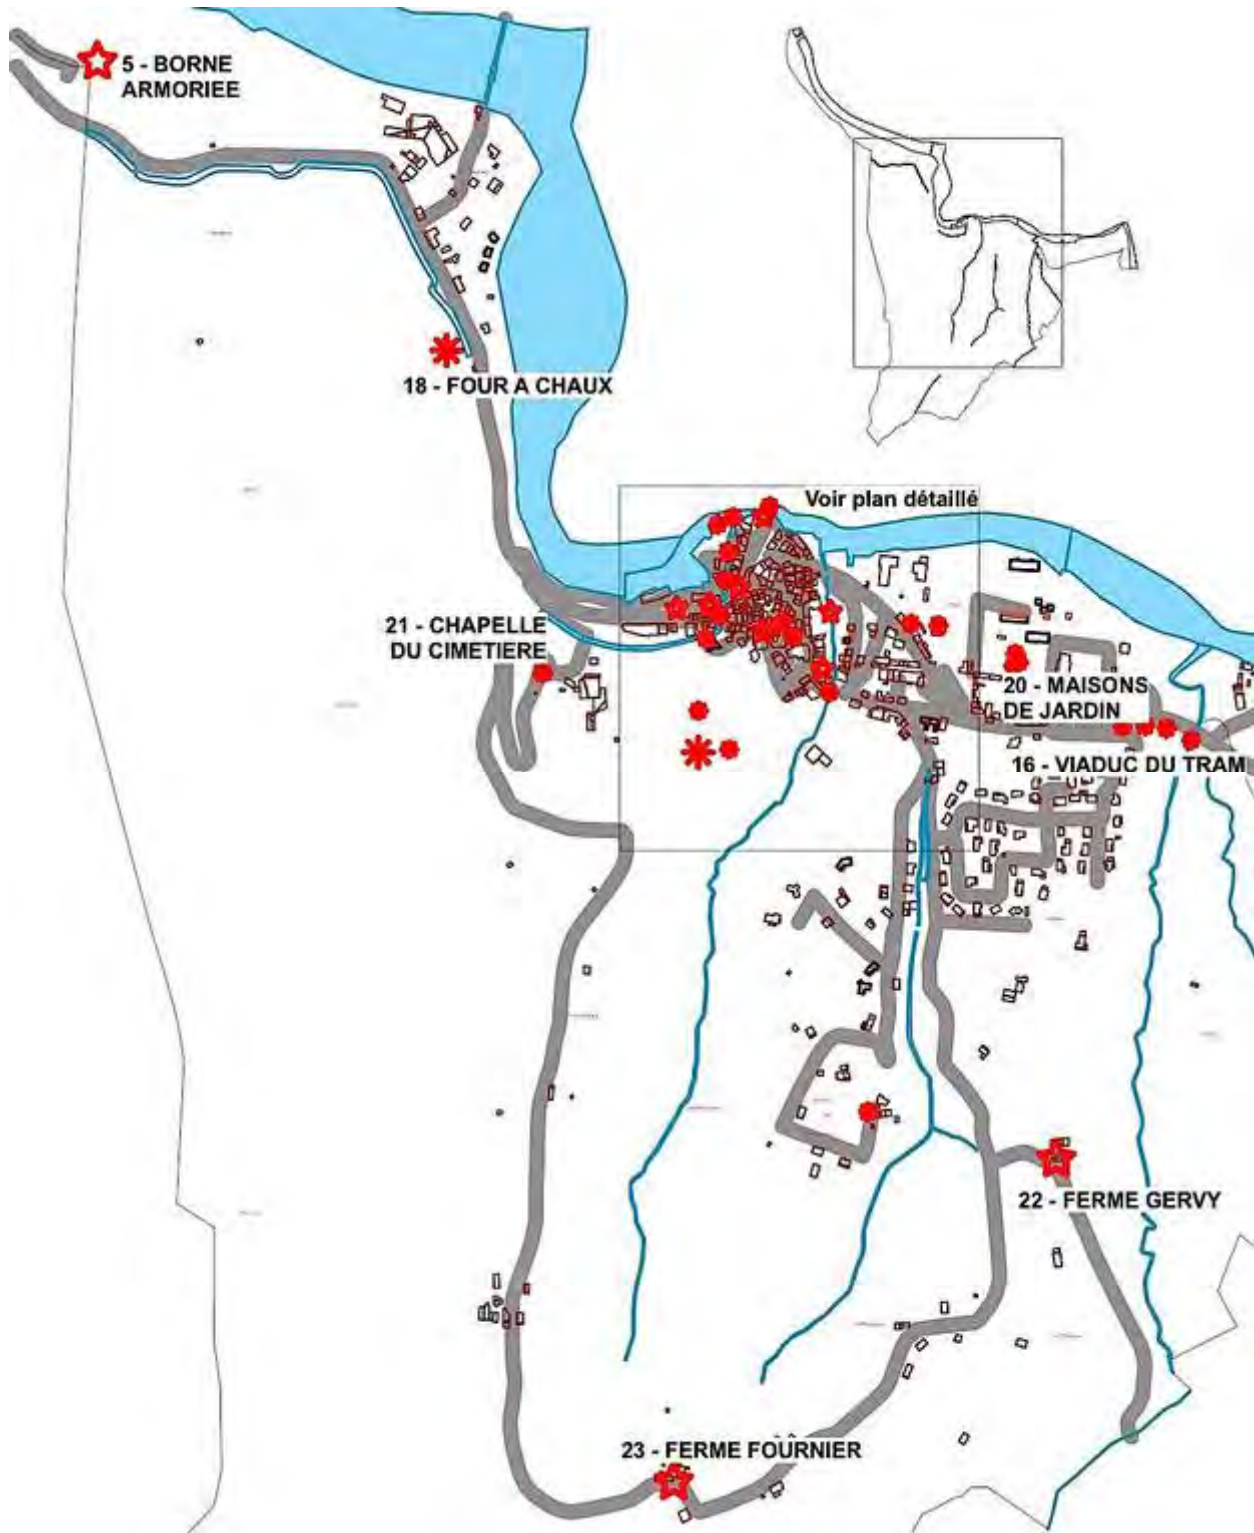 5 - BORNE
ARMORIEE
18 - FOUR A CHAUX
Voir plan détaillé
21 - CHAPELLE
DU CIMETIERE
20 - MAISONS
DE JARDIN
16 - VIADUC DU TRAM
22 - FERME GERVY
23 - FERME FOURNIER